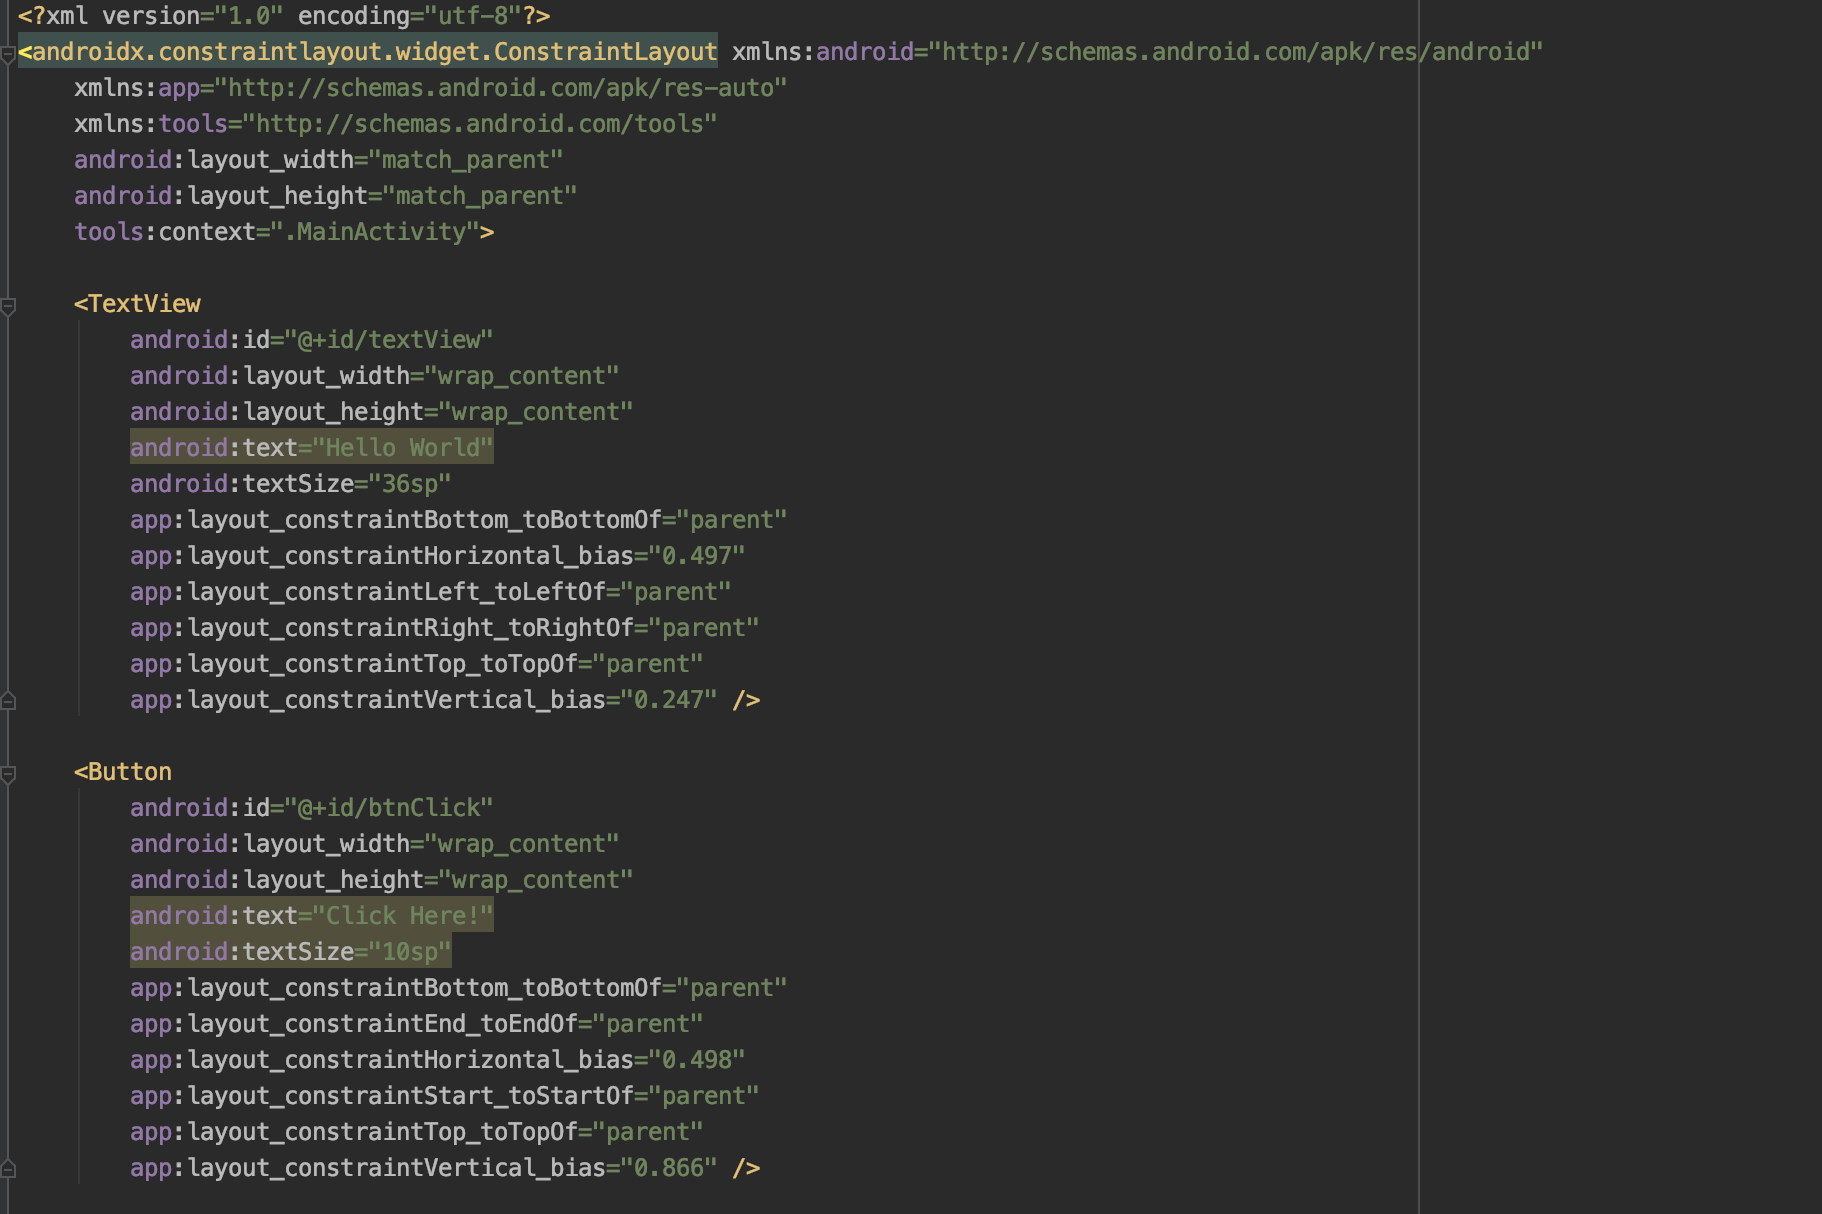 <?xml version="1.0" encoding="utf-8"?>
<androidx.constraintlayout.widget.ConstraintLayout xmlns:android="http://schemas.android.com/apk/res/android"
    xmlns:app="http://schemas.android.com/apk/res-auto"
    xmlns:tools="http://schemas.android.com/tools"
    android:layout_width="match_parent"
    android:layout_height="match_parent"
    tools:context=".MainActivity">

    <TextView
        android:id="@+id/textView"
        android:layout_width="wrap_content"
        android:layout_height="wrap_content"
        android:text="Hello World"
        android:textSize="36sp"
        app:layout_constraintBottom_toBottomOf="parent"
        app:layout_constraintHorizontal_bias="0.497"
        app:layout_constraintLeft_toLeftOf="parent"
        app:layout_constraintRight_toRightOf="parent"
        app:layout_constraintTop_toTopOf="parent"
        app:layout_constraintVertical_bias="0.247" />

    <Button
        android:id="@+id/btnClick"
        android:layout_width="wrap_content"
        android:layout_height="wrap_content"
        android:text="Click Here!"
        android:textSize="10sp"
        app:layout_constraintBottom_toBottomOf="parent"
        app:layout_constraintEnd_toEndOf="parent"
        app:layout_constraintHorizontal_bias="0.498"
        app:layout_constraintStart_toStartOf="parent"
        app:layout_constraintTop_toTopOf="parent"
        app:layout_constraintVertical_bias="0.866" />